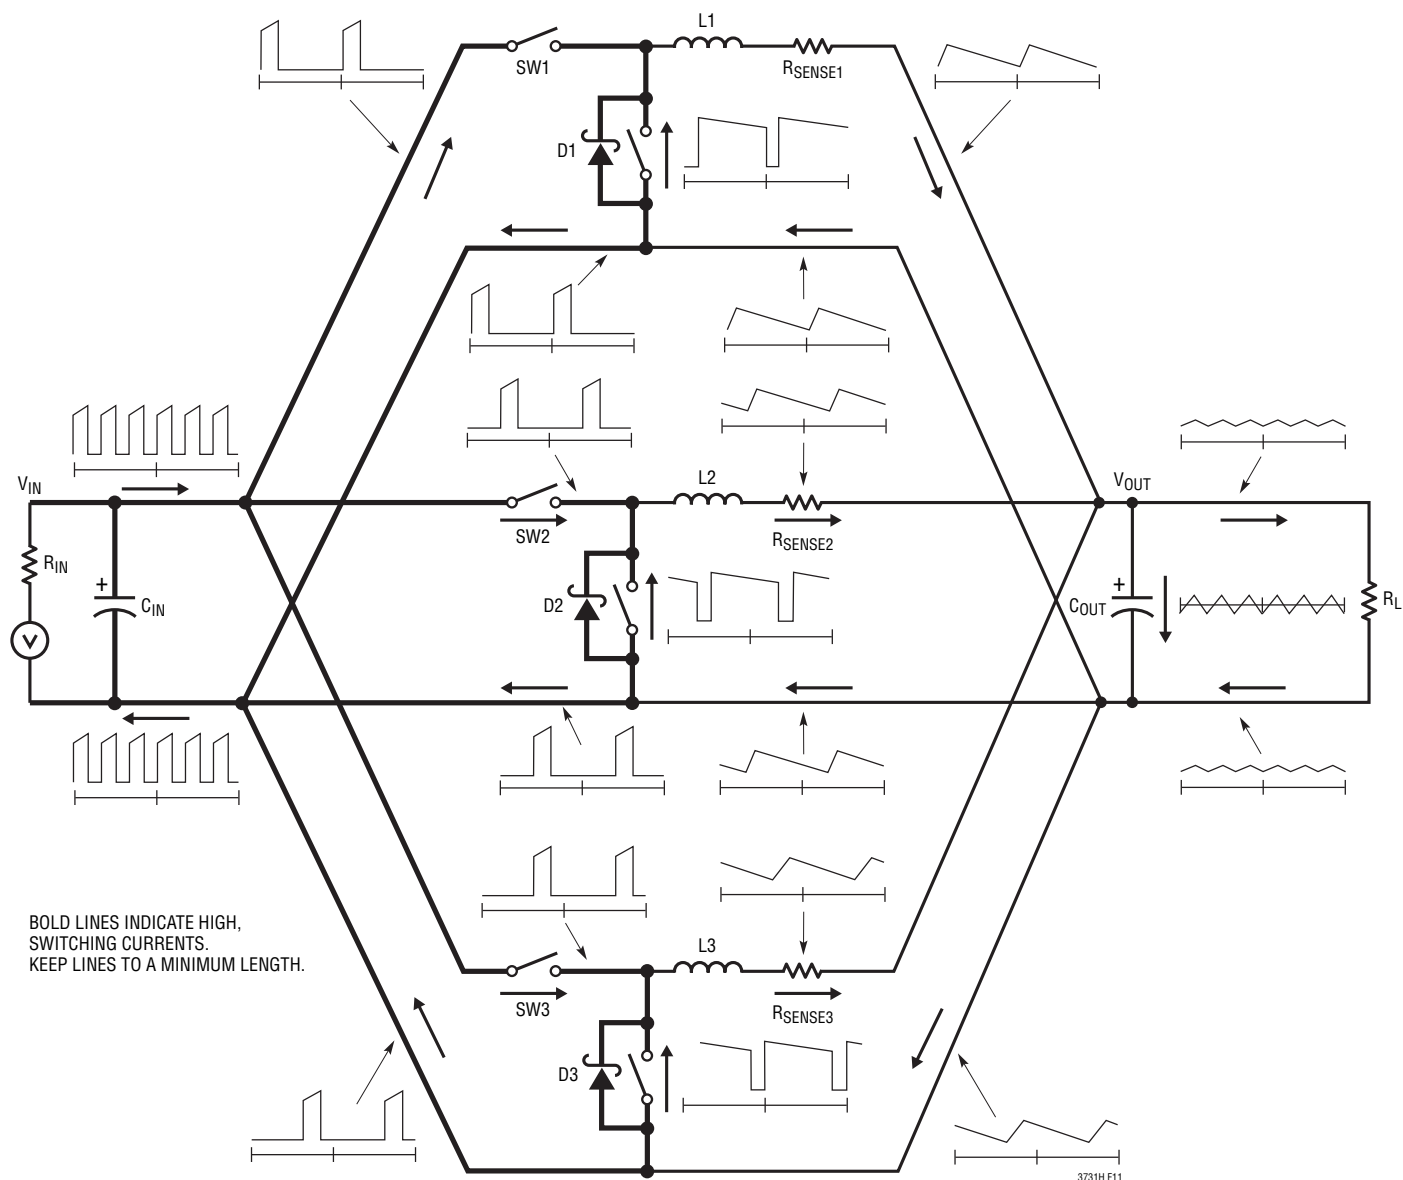 L1
SW1
RSENSE1
D1
VIN
L2
VOUT
SW2
RSENSE2
RIN
+
CIN
D2
+
COUT
RL
V
BOLD LINES INDICATE HIGH,
SWITCHING CURRENTS.
KEEP LINES TO A MINIMUM LENGTH.
L3
SW3
RSENSE3
D3
3731H F11